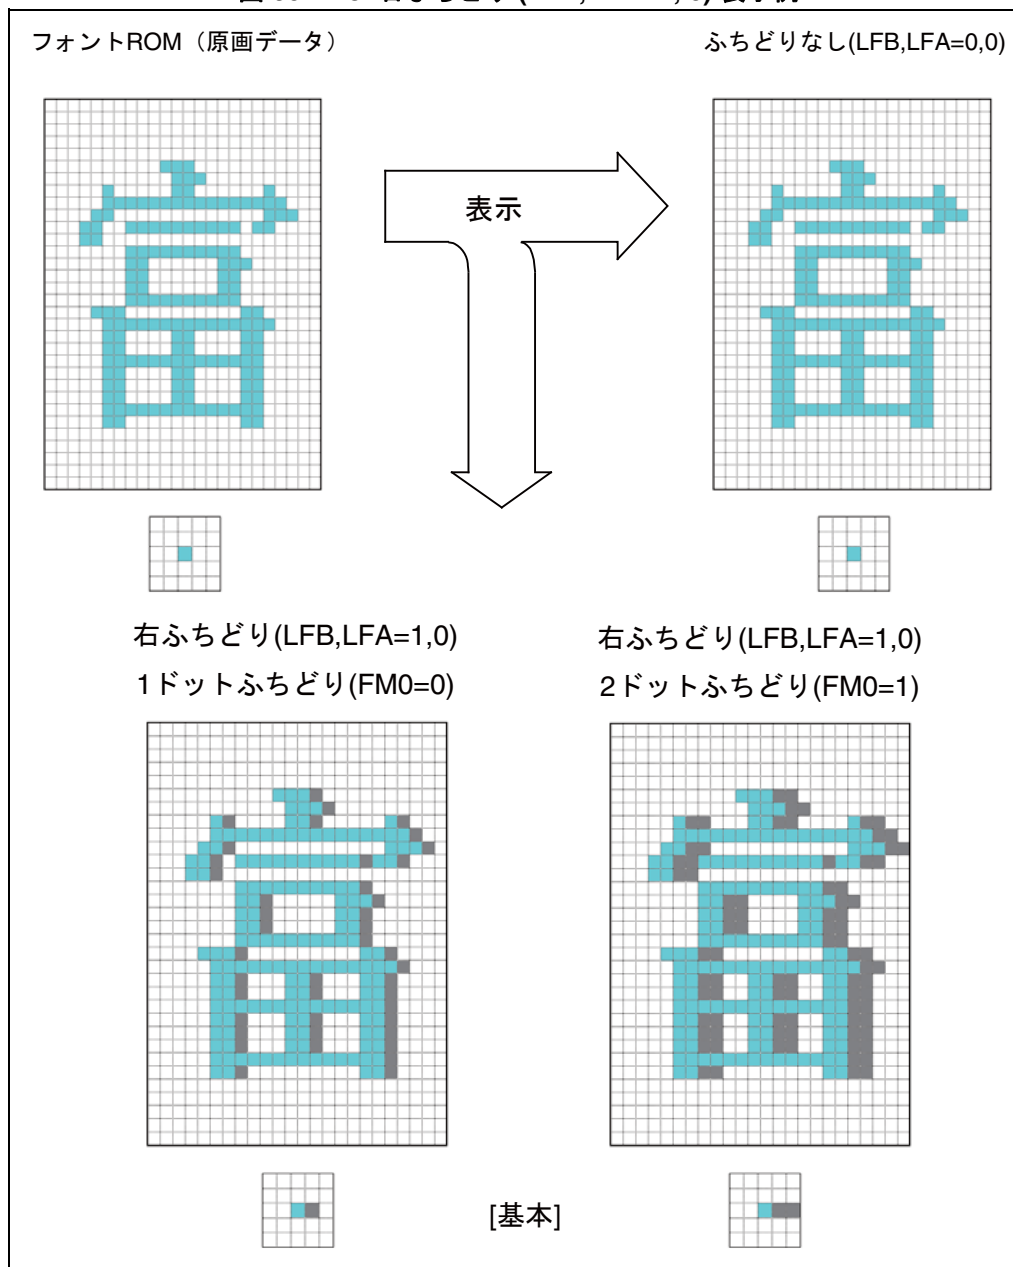 フォントROM（原画データ）
ふちどりなし(LFB,LFA=0,0)
表示
右ふちどり(LFB,LFA=1,0)
1ドットふちどり(FM0=0)
右ふちどり(LFB,LFA=1,0)
2ドットふちどり(FM0=1)
[基本]